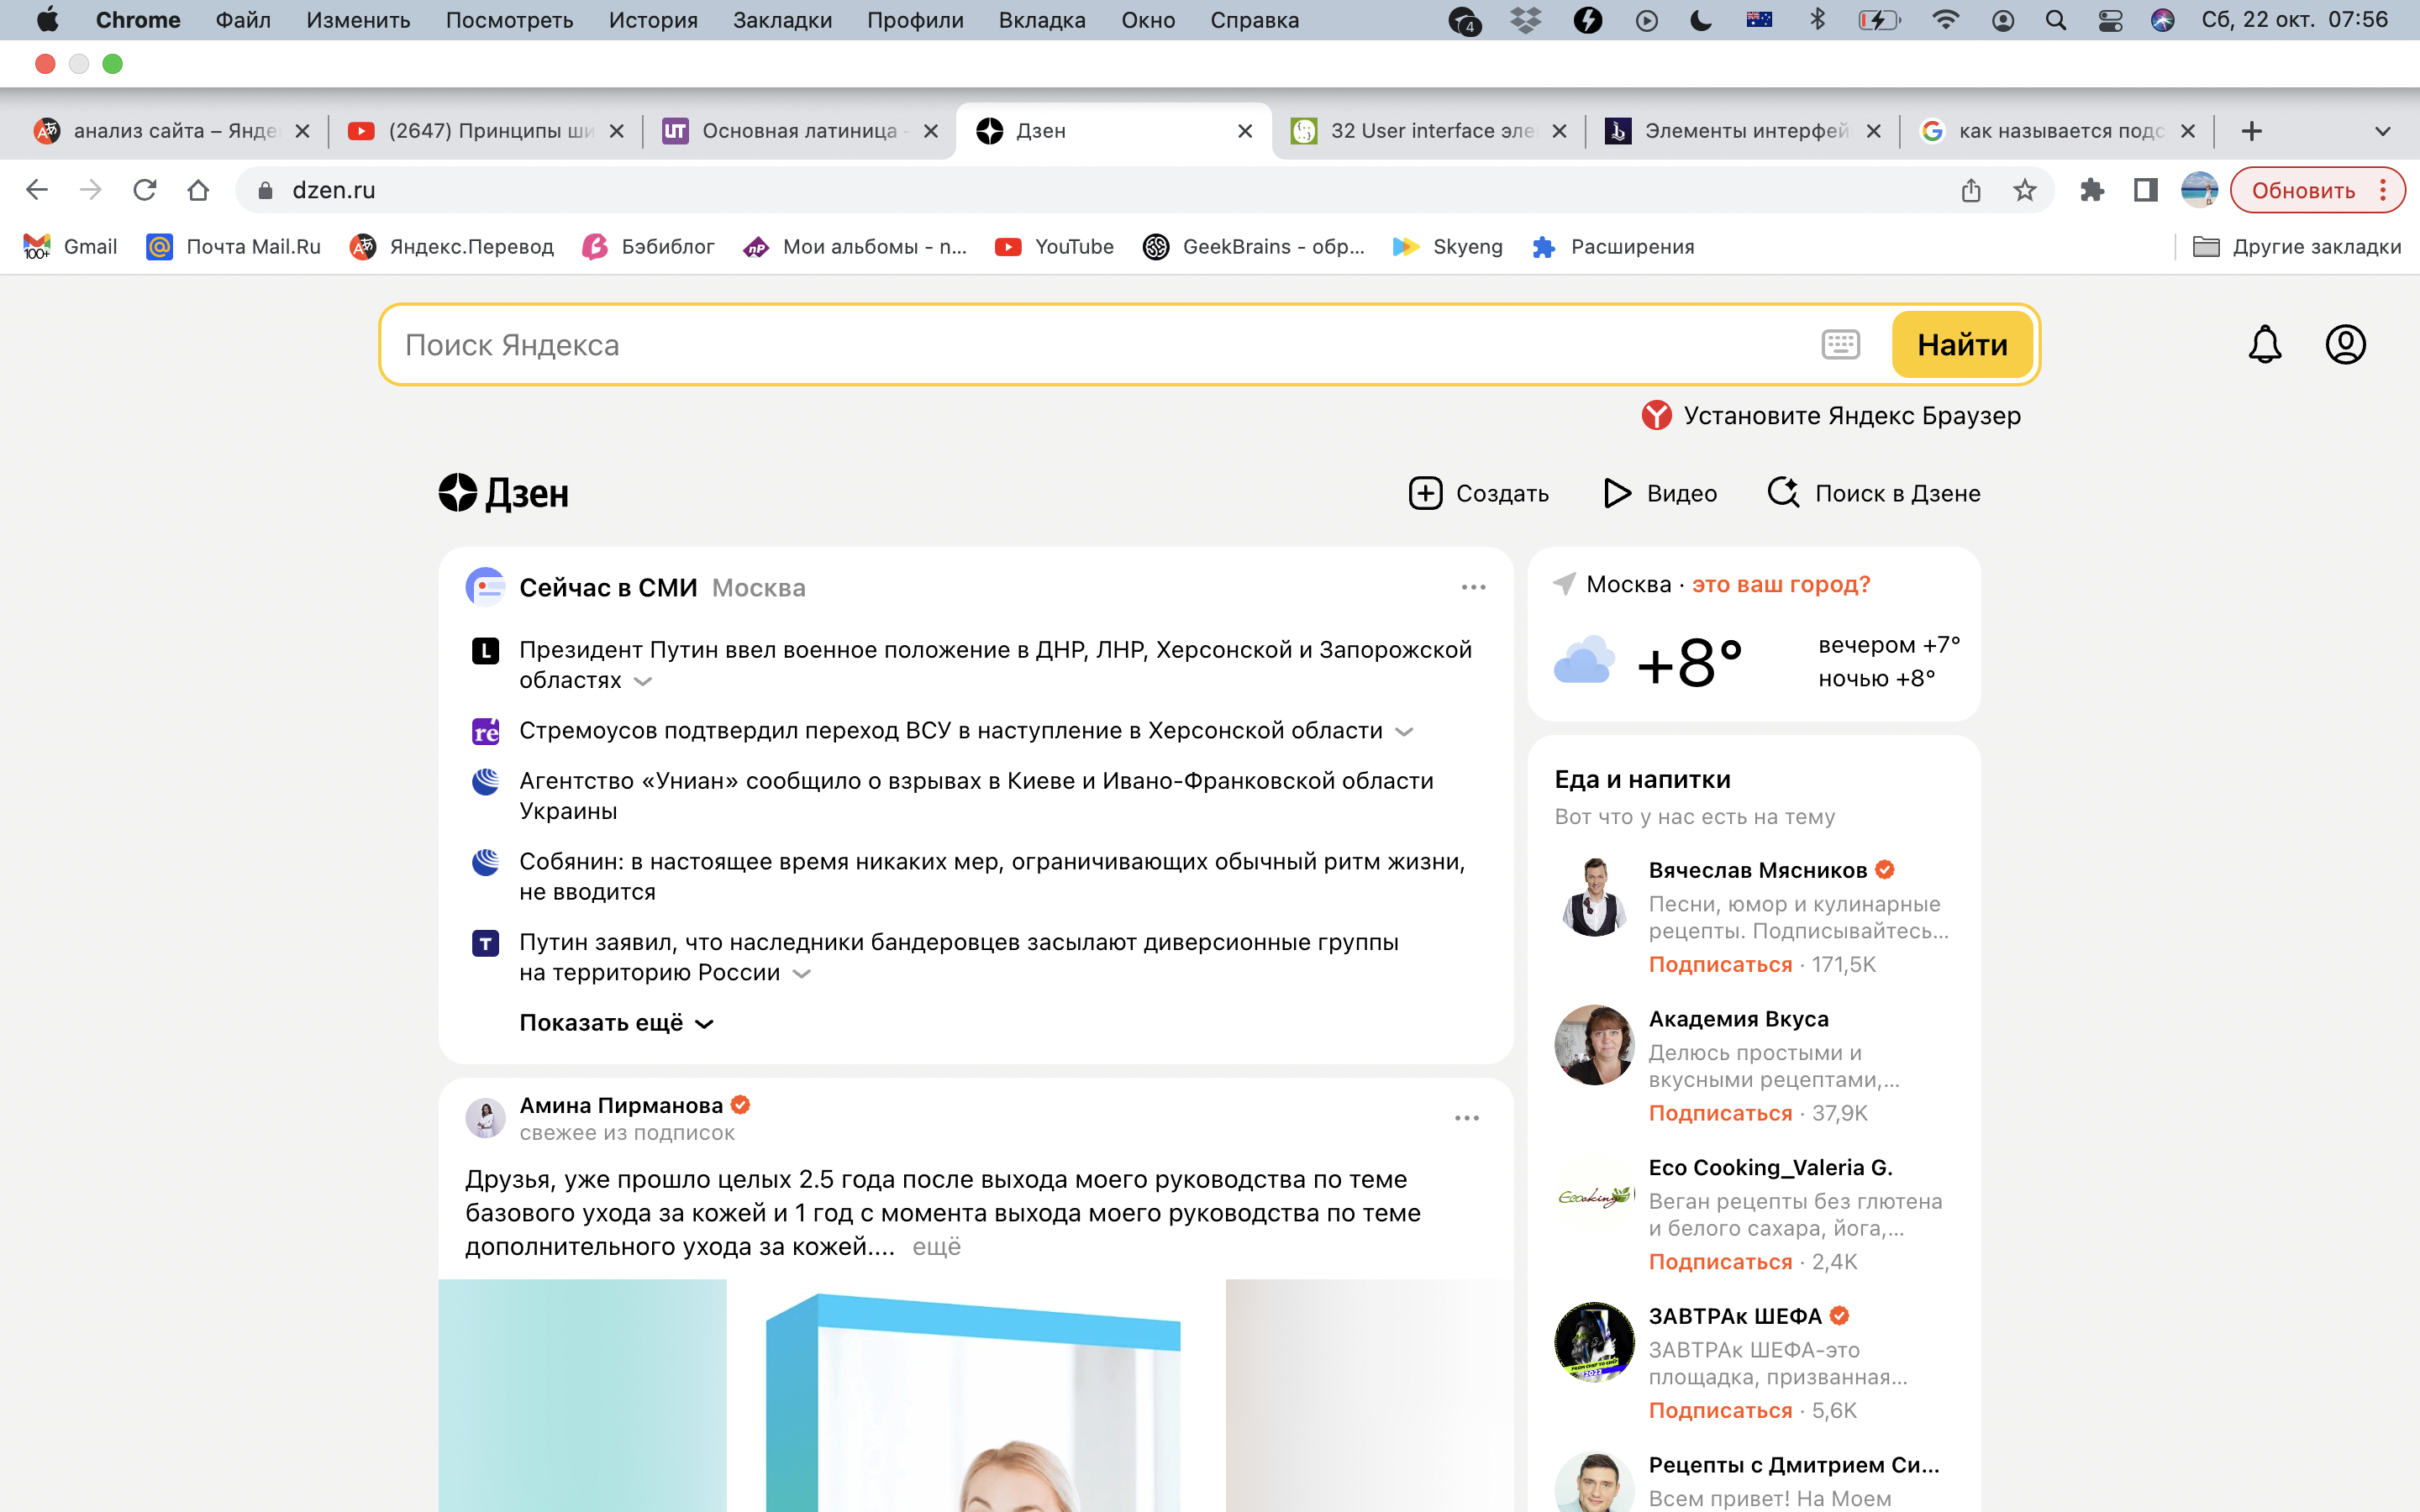 Chrome Файл Изменить Посмотреть История Закладки Профили Вкладка Окно Справка 4 Сб, 22 окт. 07:56
анализ сайта – Янде (2647) Принципы ши Основная латиница - Дзен 32 User interface эле Элементы интерфей как называется подс
dzen.ru Обновить
100+ Gmail Почта Mail.Ru Яндекс.Перевод Бэбиблог Мои альбомы - п... YouTube GeekBrains - обр... Skyeng Расширения Другие закладки
Поиск Яндекса Найти
Установите Яндекс Браузер
Дзен Создать Видео Поиск в Дзене
Сейчас в СМИ Москва
Президент Путин ввел военное положение в ДНР, ЛНР, Херсонской и Запорожской
областях
Стремоусов подтвердил переход ВСУ в наступление в Херсонской области
Агентство «Униан» сообщило о взрывах в Киеве и Ивано-Франковской области
Украины
Собянин: в настоящее время никаких мер, ограничивающих обычный ритм жизни,
не вводится
Путин заявил, что наследники бандеровцев засылают диверсионные группы
на территорию России
Показать ещё
Амина Пирманова
свежее из подписок
Друзья, уже прошло целых 2.5 года после выхода моего руководства по теме
базового ухода за кожей и 1 год с момента выхода моего руководства по теме
дополнительного ухода за кожей.... ещё
Москва · это ваш город?
+8° вечером +7°
ночью +8°
Еда и напитки
Вот что у нас есть на тему
Вячеслав Мясников
Песни, юмор и кулинарные
рецепты. Подписывайтесь...
Подписаться · 171,5K
Академия Вкуса
Делюсь простыми и
вкусными рецептами,...
Подписаться · 37,9K
Eco Cooking_Valeria G.
Веган рецепты без глютена
и белого сахара, йога,...
Подписаться · 2,4K
ЗАВТРАк ШЕФА
ЗАВТРАк ШЕФА-это
площадка, призванная...
Подписаться · 5,6K
Рецепты с Дмитрием Си...
Всем привет! На Моем